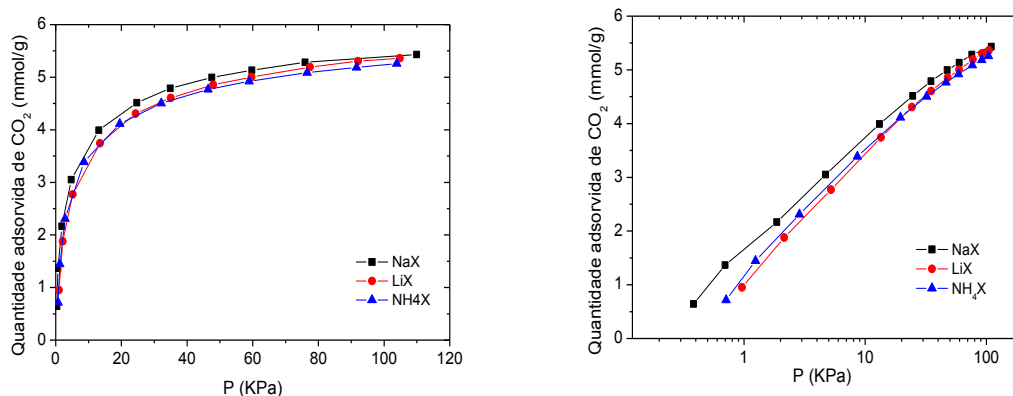 Quantidade adsorvida de CO₂ (mmol/g)
6
5
4
3
2
1
0
NaX
LiX
NH4X
0 20 40 60 80 100 120
P (KPa)
Quantidade adsorvida de CO₂ (mmol/g)
6
5
4
3
2
1
0
NaX
LiX
NH₄X
1 10 100
P (KPa)